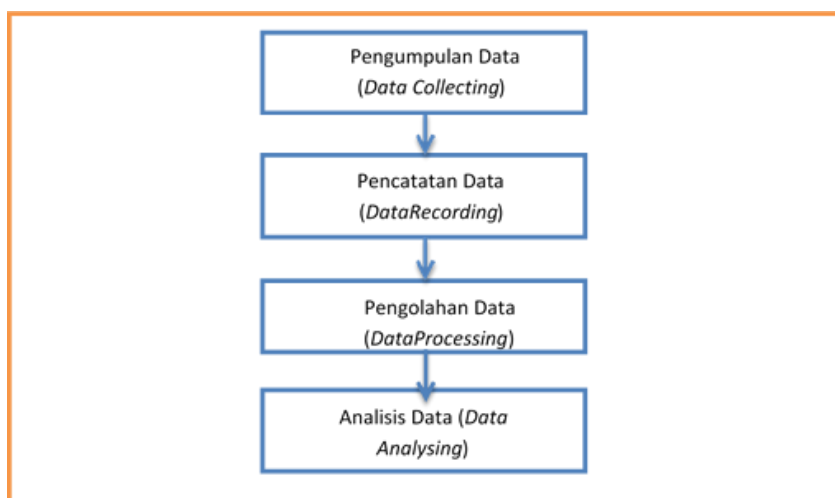 Pengumpulan Data
(Data Collecting)
Pencatatan Data
(DataRecording)
Pengolahan Data
(DataProcessing)
Analisis Data (Data
Analysing)